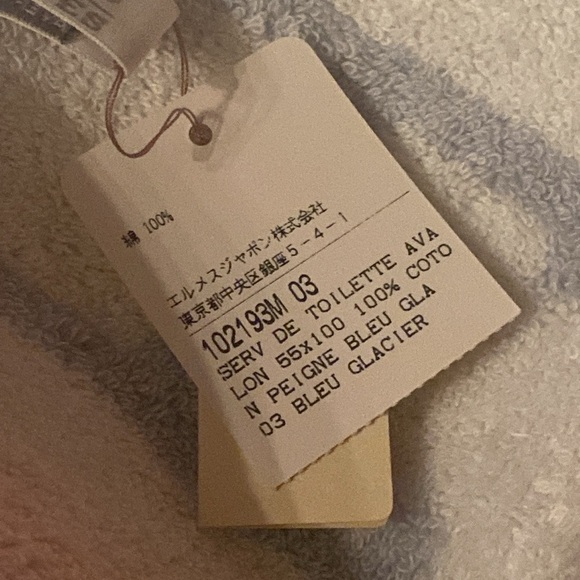 綿 100%
エルメスジャポン株式会社
東京都中央区銀座5-4-1
102193M 03
SERV DE TOILETTE AVA
LON 55x100 100% COTO
N PEIGNE BLEU GLA
03 BLEU GLACIER